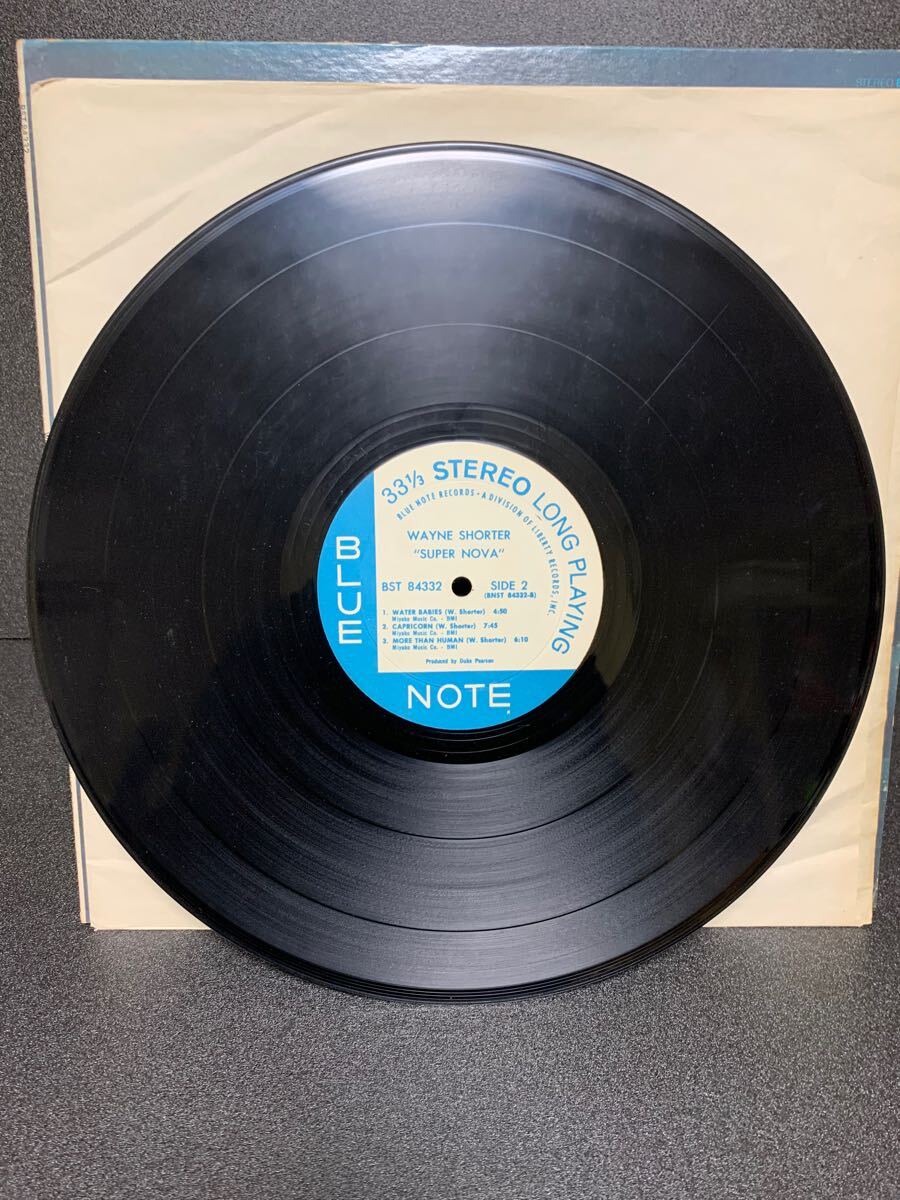 STEREO
33⅓ STEREO LONG PLAYING
BLUE NOTE RECORDS • A DIVISION OF LIBERTY RECORDS, INC.
WAYNE SHORTER
"SUPER NOVA"
BST 84332 SIDE 2
(BNST 84332-B)
1. WATER BABIES (W. Shorter) 4:50
Miyako Music Co. - BMI
2. CAPRICORN (W. Shorter) 7:45
Miyako Music Co. - BMI
3. MORE THAN HUMAN (W. Shorter) 6:10
Miyako Music Co. - BMI
Produced by Duke Pearson
BLUE
NOTE